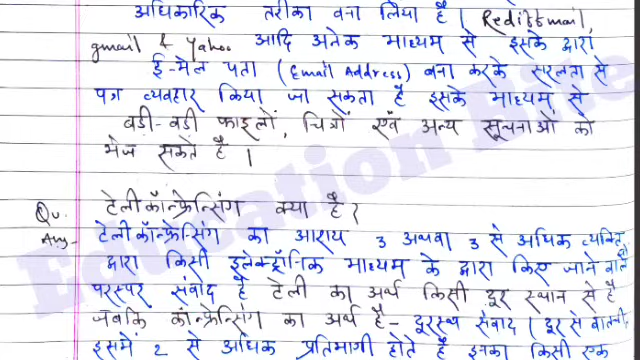 अधिकारिक तरीका बना लिया है | Rediffmail,
gmail & Yahoo आदि अनेक माध्यम से इसके द्वारा
ई-मेल पता (Email Address) बना करके सरलता से
पत्र व्यवहार किया जा सकता है इसके माध्यम से
बडी-बडी फाइलों, चित्रों एवं अन्य सूचनाओं को
भेज सकते है |
Qu. टेलीकॉन्फ्रेन्सिंग क्या है ?
Ans- टेलीकॉन्फ्रेसिंग का आशय 3 अथवा 3 से अधिक व्यक्तियों
द्वारा किसी इलेक्ट्रॉनिक माध्यम के द्वारा किए जाने वाले
परस्पर संवाद है टेली का अर्थ किसी दूर स्थान से है
जबकि कॉन्फ्रेन्सिंग का अर्थ है - दूरस्थ संवाद (दूर से वार्ता),
इसमें 2 से अधिक प्रतिभागी होते है इनका किसी एक
Education Bite